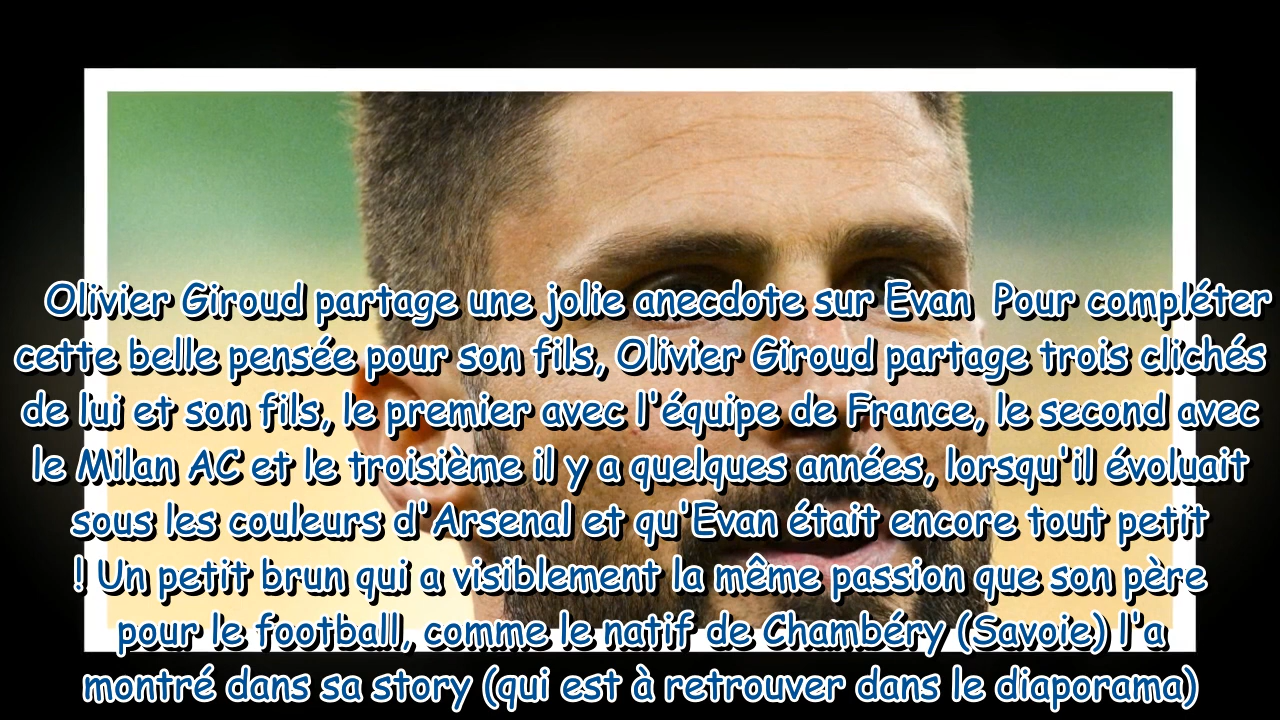 Olivier Giroud partage une jolie anecdote sur Evan  Pour compléter
cette belle pensée pour son fils, Olivier Giroud partage trois clichés
de lui et son fils, le premier avec l'équipe de France, le second avec
le Milan AC et le troisième il y a quelques années, lorsqu'il évoluait
sous les couleurs d'Arsenal et qu'Evan était encore tout petit
! Un petit brun qui a visiblement la même passion que son père
pour le football, comme le natif de Chambéry (Savoie) l'a
montré dans sa story (qui est à retrouver dans le diaporama)